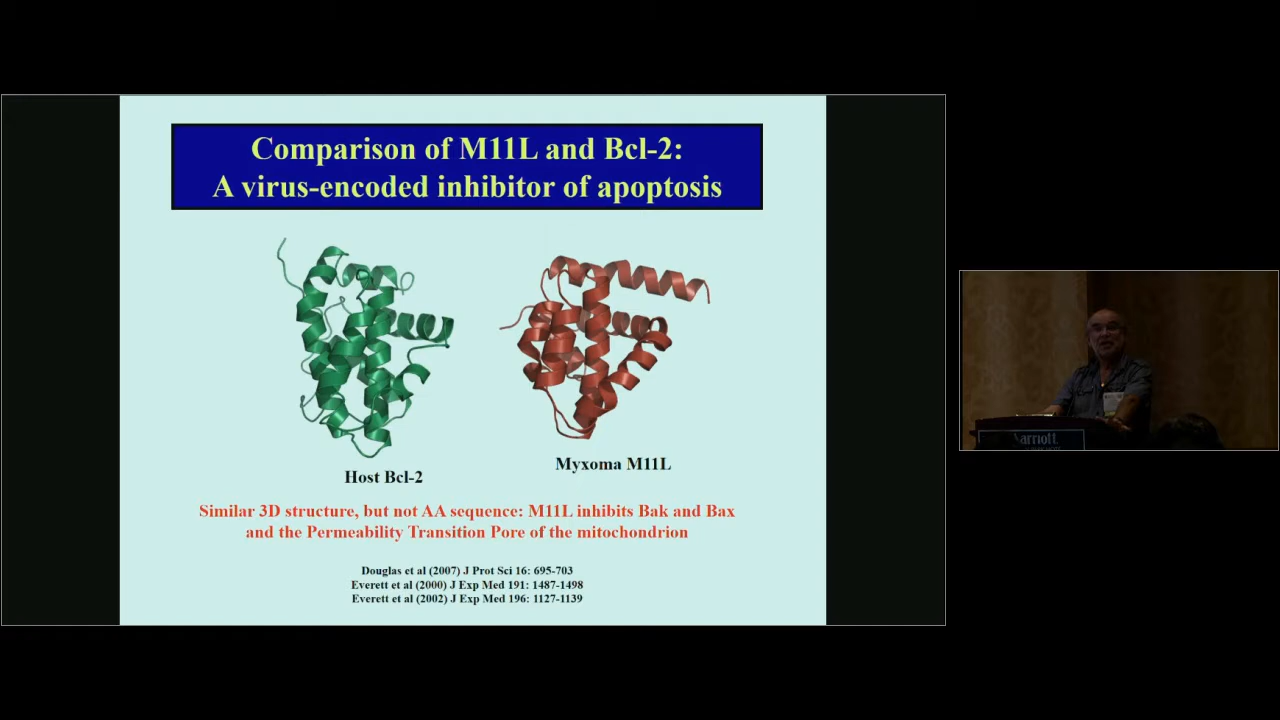 Comparison of M11L and Bcl-2:
A virus-encoded inhibitor of apoptosis
Host Bcl-2
Myxoma M11L
Similar 3D structure, but not AA sequence: M11L inhibits Bak and Bax
and the Permeability Transition Pore of the mitochondrion
Douglas et al (2007) J Prot Sci 16: 695-703
Everett et al (2000) J Exp Med 191: 1487-1498
Everett et al (2002) J Exp Med 196: 1127-1139
arriott